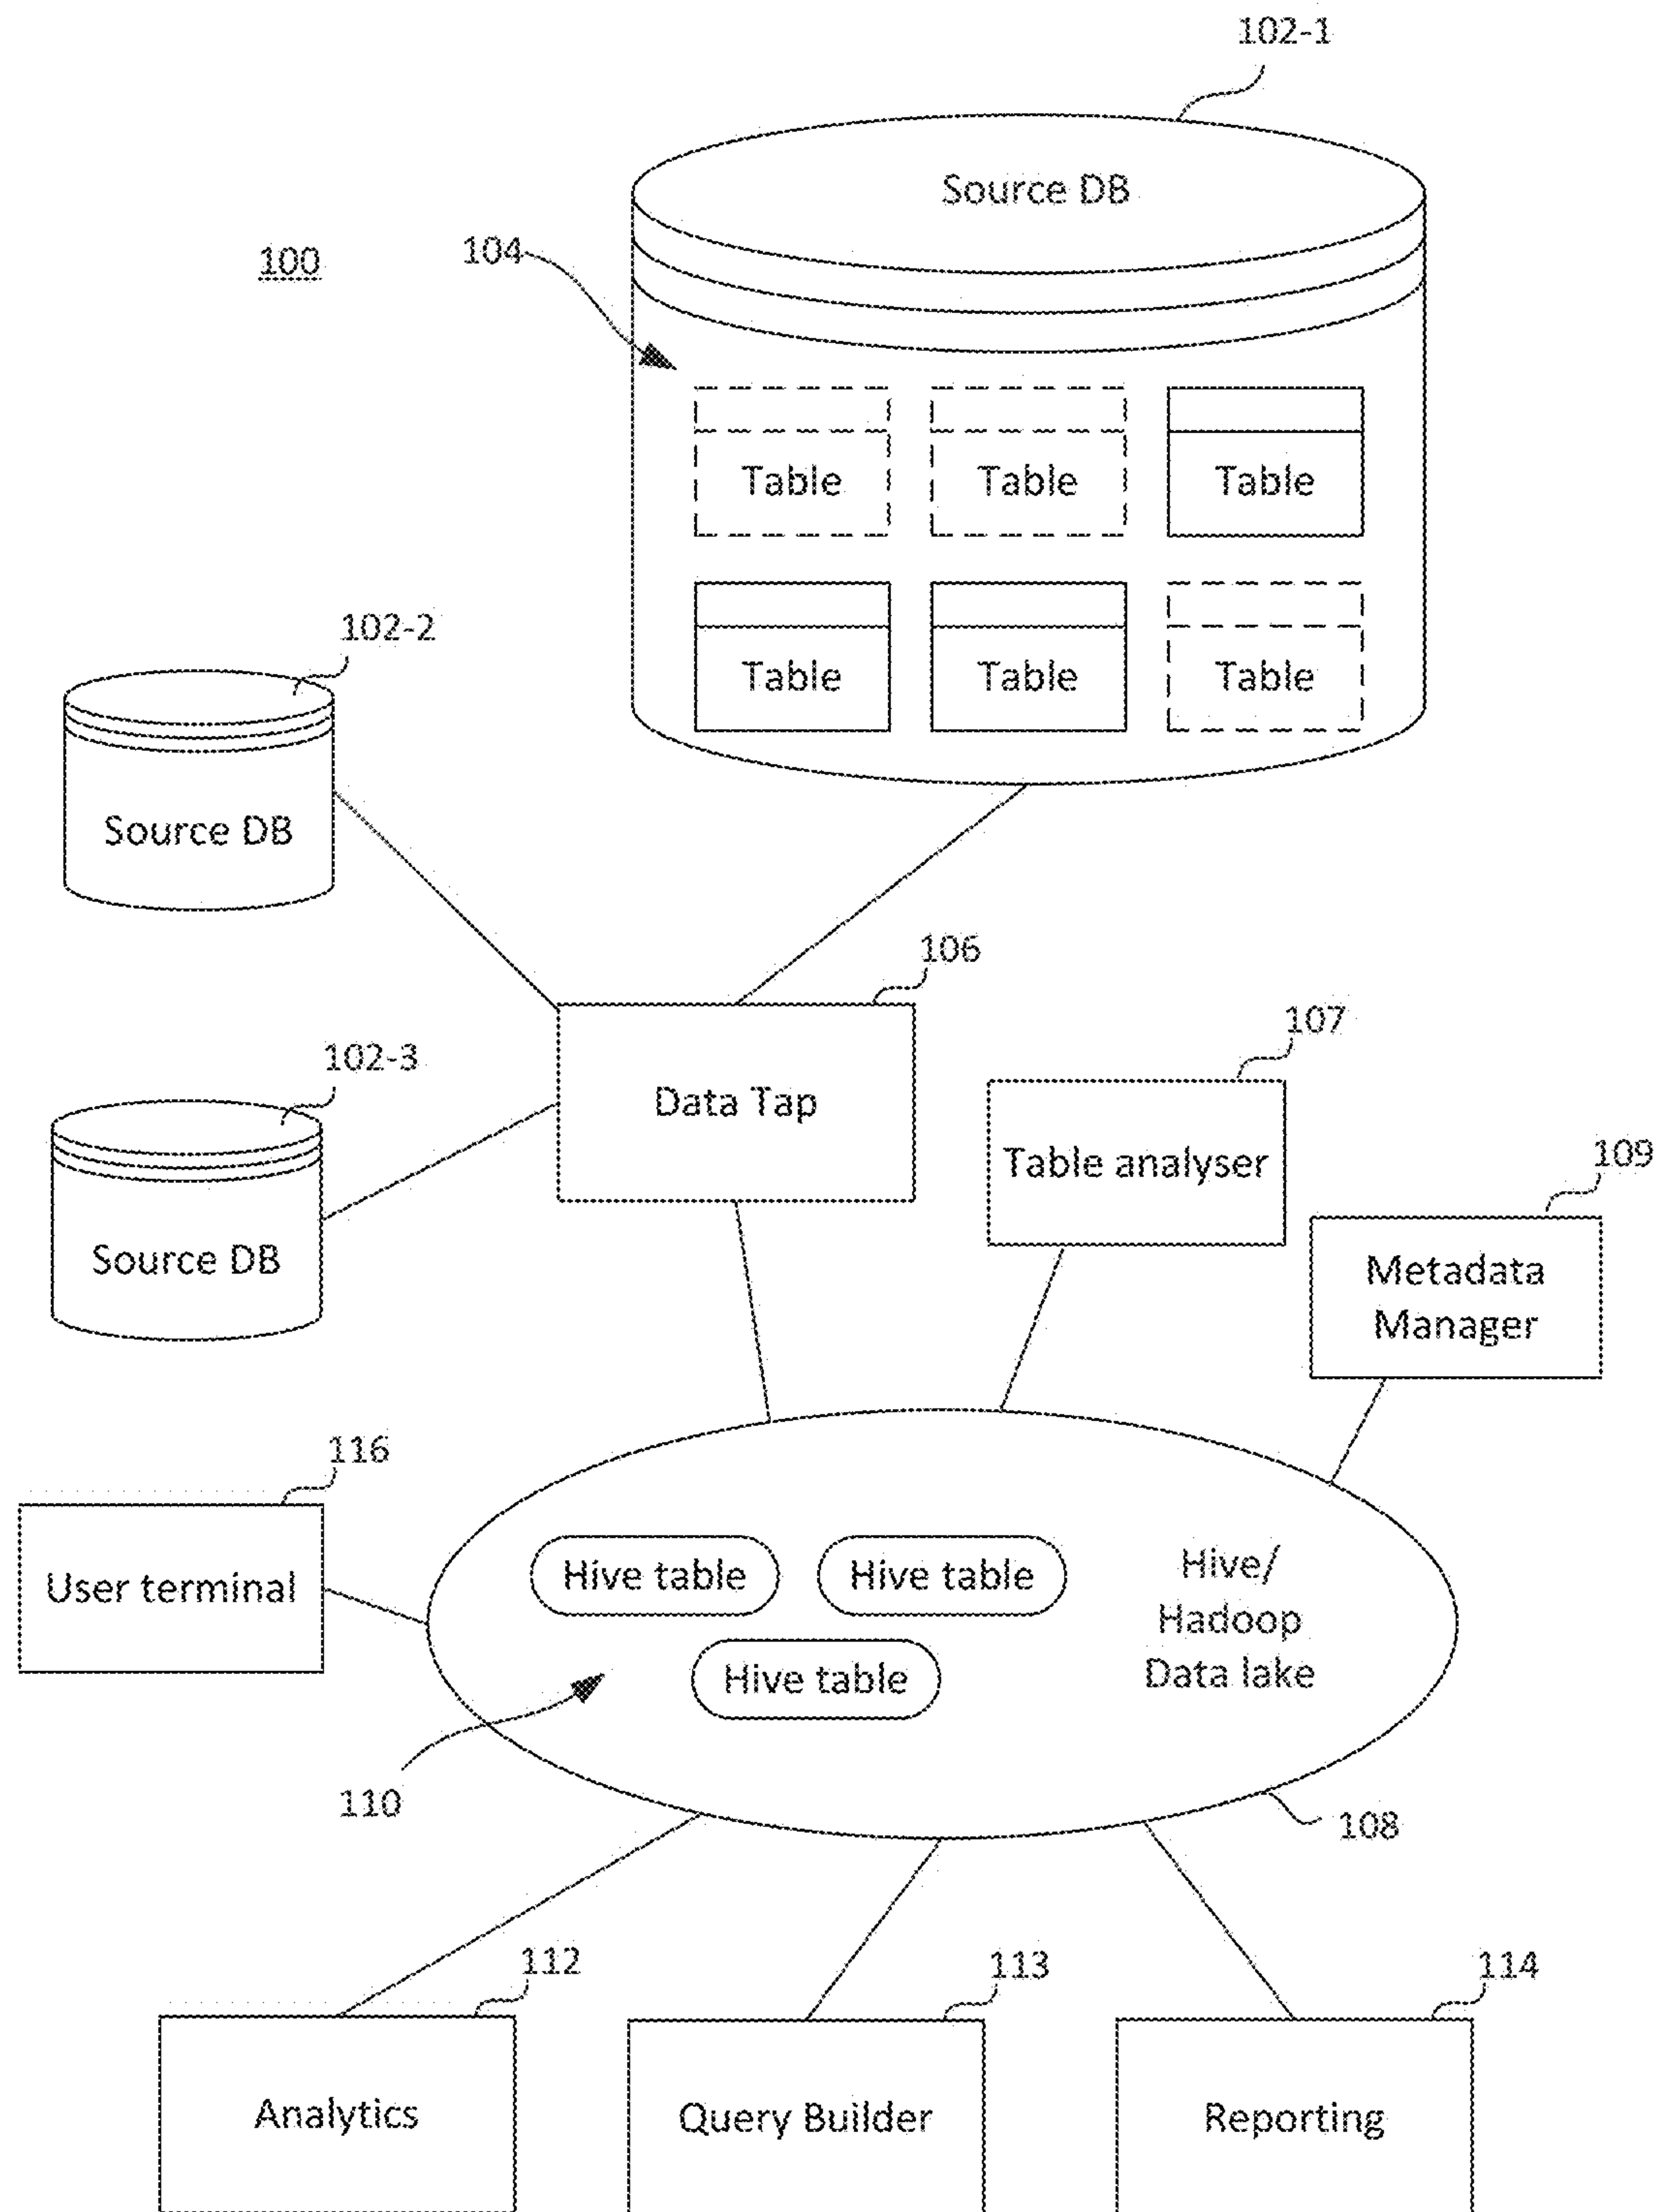 102-1
Source DB
100
104
Table Table Table
102-2
Table Table Table
Source DB
106
107
102-3
Data Tap
Table analyser
109
Source DB
Metadata
Manager
116
User terminal
Hive table Hive table
Hive/
Hadoop
Data lake
Hive table
110
108
112
113
114
Analytics
Query Builder
Reporting